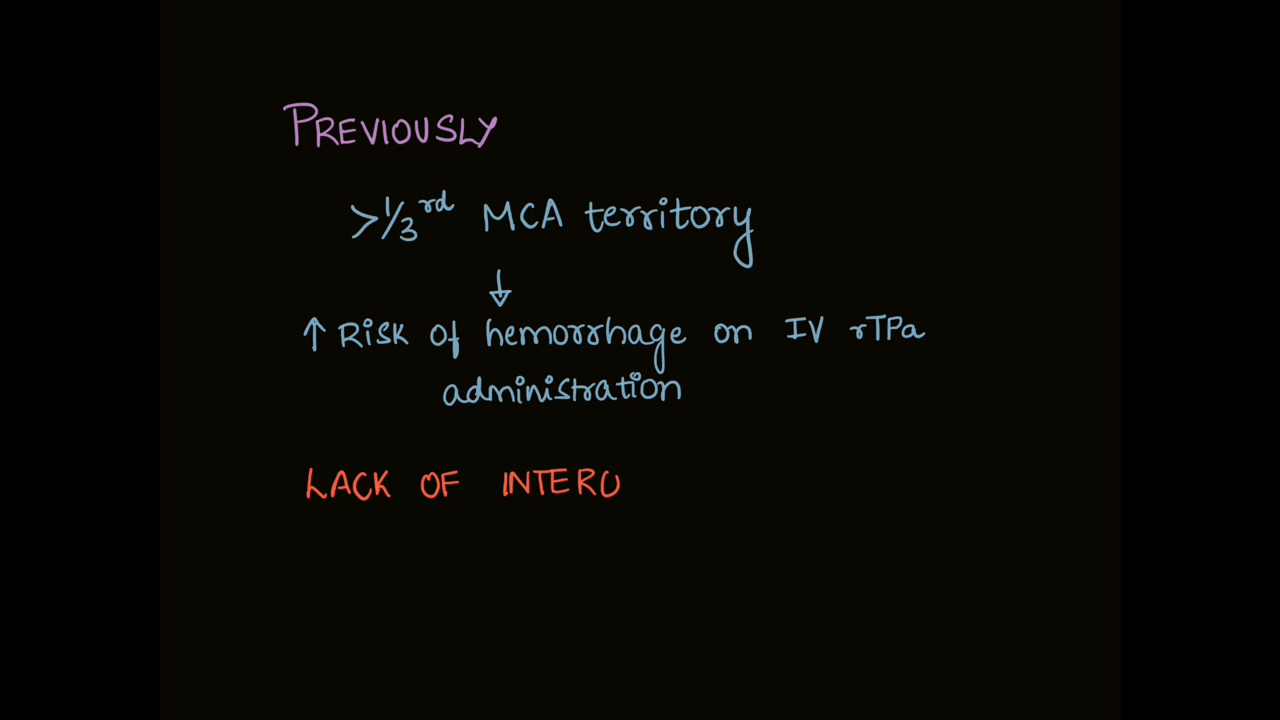 PREVIOUSLY
>1/3rd MCA territory
↓
↑ RiSK of hemorrhage on IV rTPa
administration
LACK OF INTERO